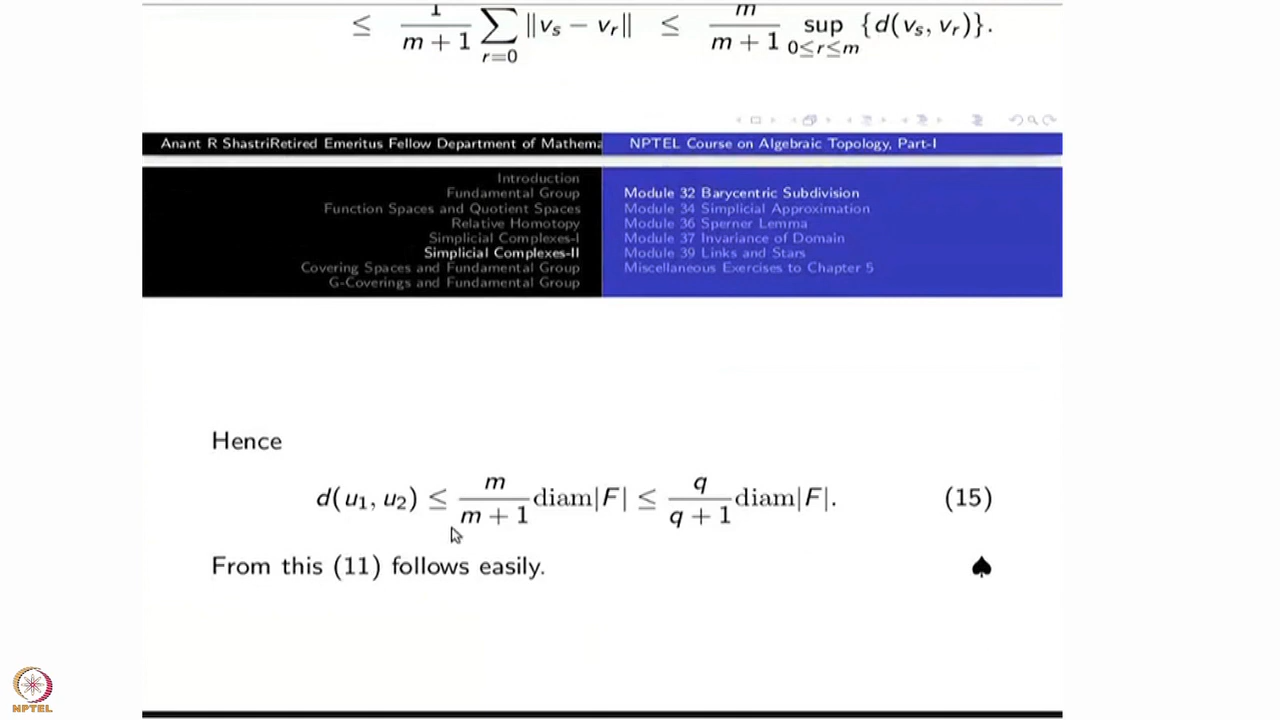 ≤ 1/(m + 1) ∑_{r=0} ‖v_s − v_r‖ ≤ m/(m + 1) sup_{0≤r≤m} {d(v_s, v_r)}.
Anant R ShastriRetired Emeritus Fellow Department of Mathema NPTEL Course on Algebraic Topology, Part-I
Introduction
Fundamental Group
Function Spaces and Quotient Spaces
Relative Homotopy
Simplicial Complexes-I
Simplicial Complexes-II
Covering Spaces and Fundamental Group
G-Coverings and Fundamental Group
Module 32 Barycentric Subdivision
Module 34 Simplicial Approximation
Module 36 Sperner Lemma
Module 37 Invariance of Domain
Module 39 Links and Stars
Miscellaneous Exercises to Chapter 5
Hence
d(u₁, u₂) ≤ m/(m + 1) diam|F| ≤ q/(q + 1) diam|F|. (15)
From this (11) follows easily. ♠
NPTEL